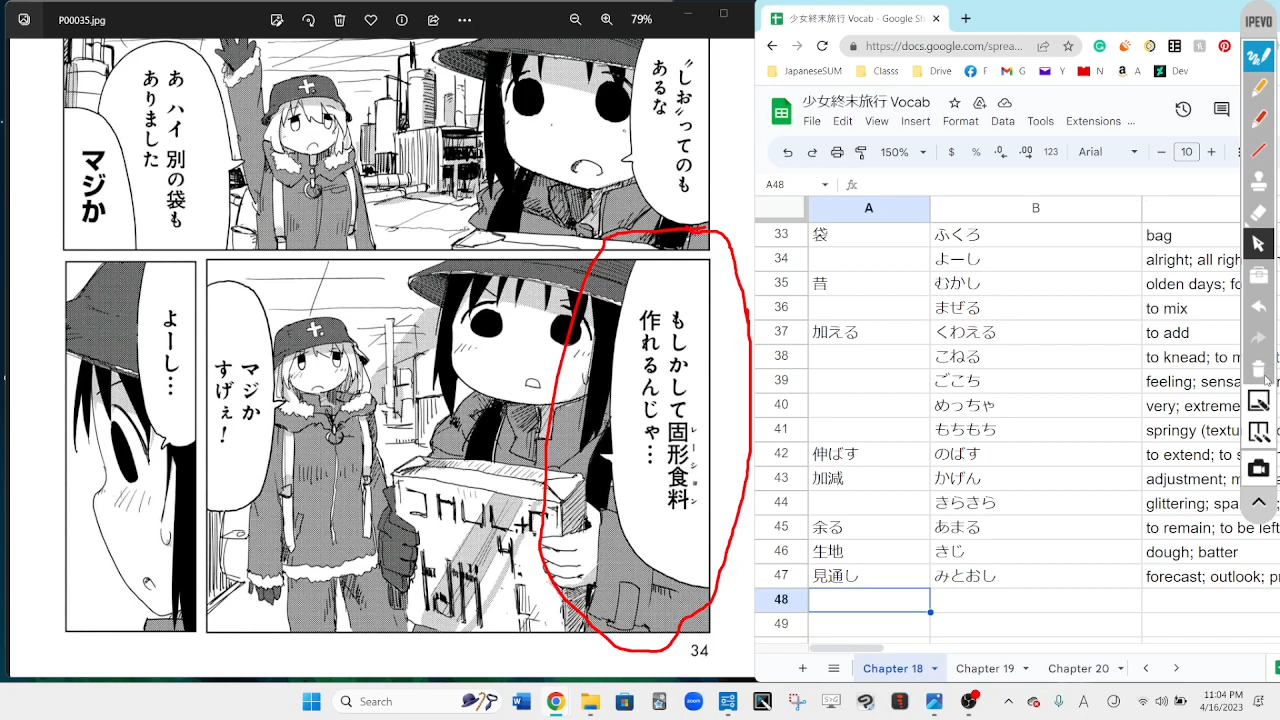 P00035.jpg
79%
〝しお〟ってのも
あるな
あ ハイ 別の袋も
ありました
マジか
もしかして固形食料
レーション
作れるんじゃ…
マジか
すげぇ！
よーし…
34
少女終末旅行 Vocab - Google Sh
https://docs.google.com/spre...
JapaneseSUM
Classx
Drive
少女終末旅行 Vocab
File Edit View Insert Format Data Tools Extensions ...
150% $ % .0 .00 123 Arial 10
A48 fx
A B
33 袋 ふくろ bag
34 よーし alright; all right
35 昔 むかし olden days; fo
36 まぜる to mix
37 加える くわえる to add
38 こねる to knead; to m
39 ごこち feeling; sensa
40 めっちゃ very; extreme
41 もちもち springy (textu
42 伸ばす のばす to extend; to s
43 加減 かげん adjustment; m
44 きらきら glittering; spa
45 余る あまる to remain; to be left
46 生地 きじ dough; batter
47 見通し みとおし forecast; outlook; p
48
49
Chapter 18 Chapter 19 Chapter 20
IPEVO
Search
zoom
A
11:07:04 PM